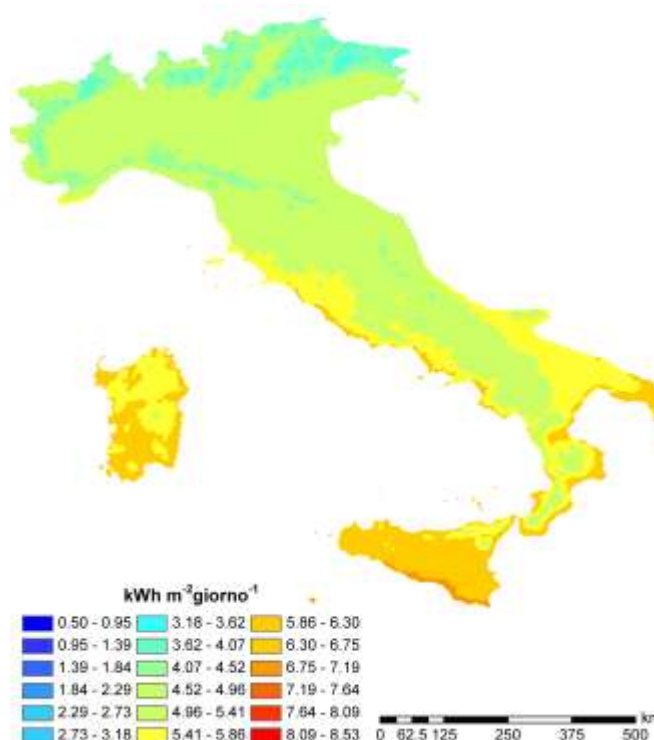 kWh m⁻²giorno⁻¹
0.50 - 0.95 3.18 - 3.62 5.86 - 6.30
0.95 - 1.39 3.62 - 4.07 6.30 - 6.75
1.39 - 1.84 4.07 - 4.52 6.75 - 7.19
1.84 - 2.29 4.52 - 4.96 7.19 - 7.64
2.29 - 2.73 4.96 - 5.41 7.64 - 8.09
2.73 - 3.18 5.41 - 5.86 8.09 - 8.53
km
0 62.5 125 250 375 500